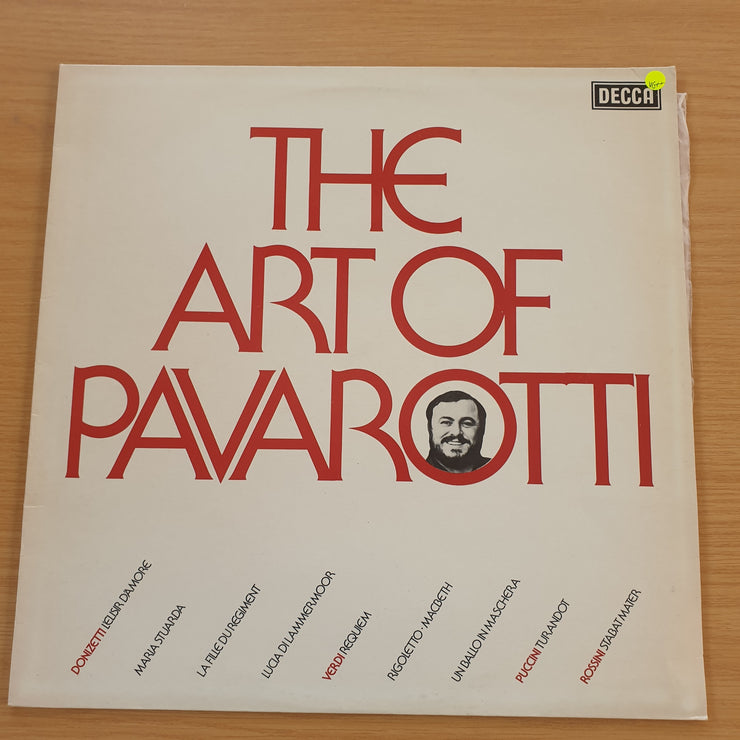 DECCA
VG++
THE
ART OF
PAVAROTTI
DONIZETTI L'ELISIR D'AMORE
MARIA STUARDA
LA FILLE DU REGIMENT
LUCIA DI LAMMERMOOR
VERDI REQUIEM
RIGOLETTO · MACBETH
UN BALLO IN MASCHERA
PUCCINI TURANDOT
ROSSINI STABAT MATER